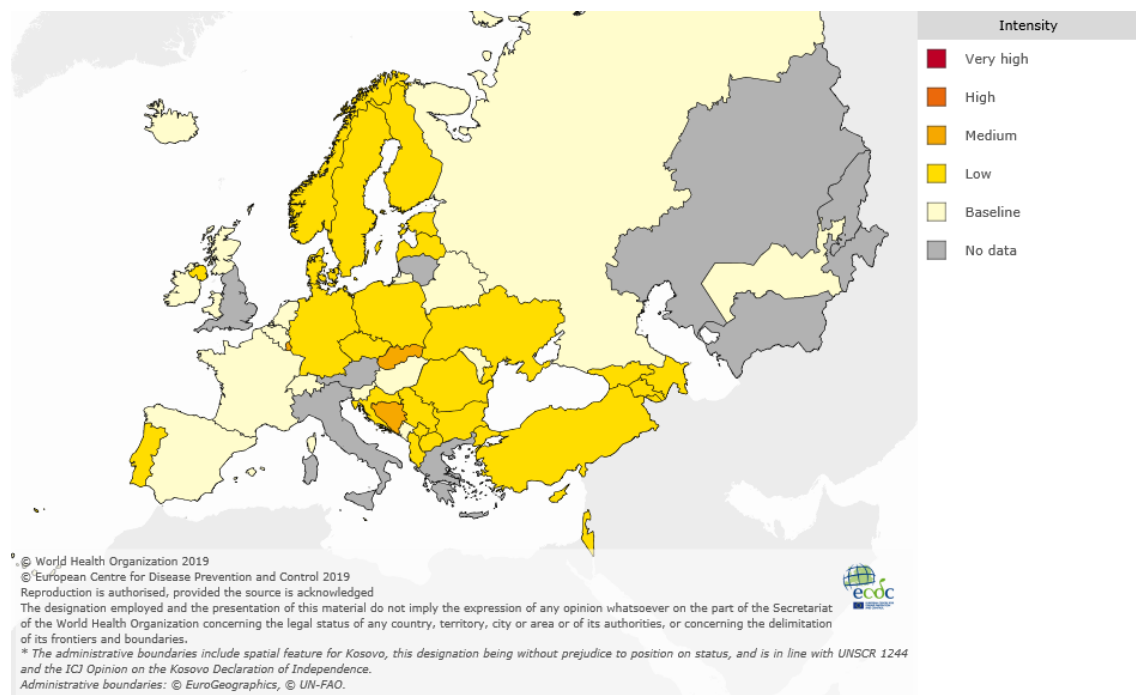 Intensity
Very high
High
Medium
Low
Baseline
No data
© World Health Organization 2019
© European Centre for Disease Prevention and Control 2019
Reproduction is authorised, provided the source is acknowledged
The designation employed and the presentation of this material do not imply the expression of any opinion whatsoever on the part of the Secretariat
of the World Health Organization concerning the legal status of any country, territory, city or area or of its authorities, or concerning the delimitation
of its frontiers and boundaries.
* The administrative boundaries include spatial feature for Kosovo, this designation being without prejudice to position on status, and is in line with UNSCR 1244
and the ICJ Opinion on the Kosovo Declaration of Independence.
Administrative boundaries: © EuroGeographics, © UN-FAO.
ecdc